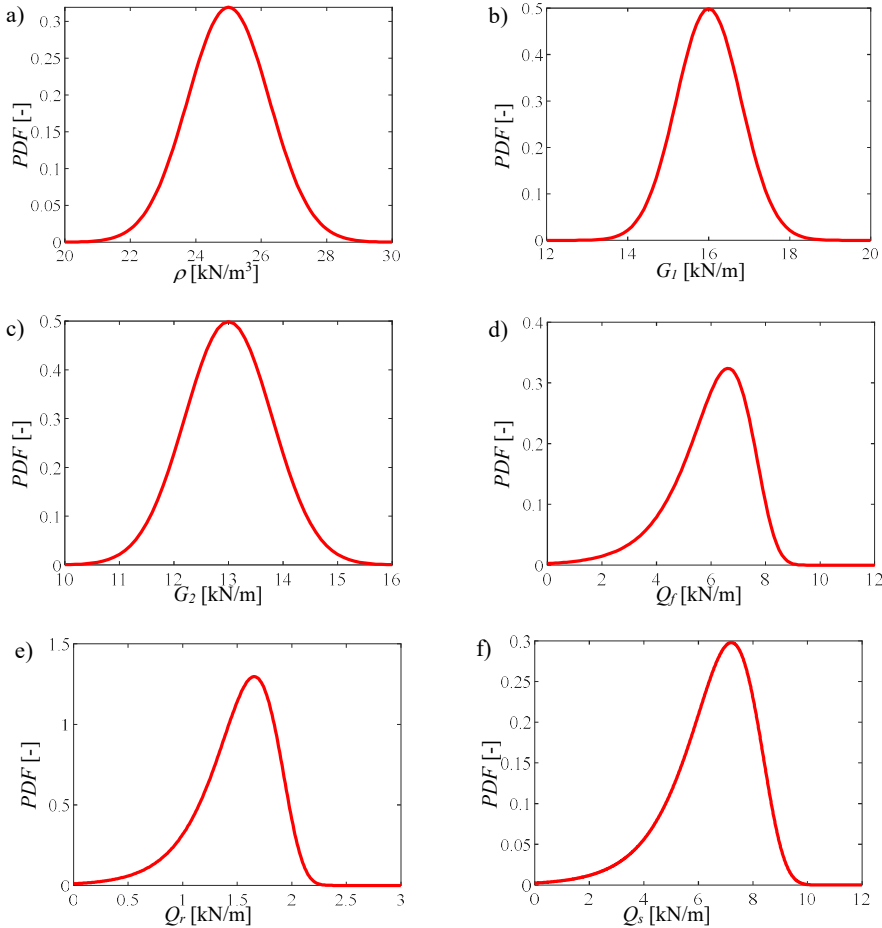 a)
0.3
0.25
0.2
0.15
0.1
0.05
0
PDF [-]
20 22 24 26 28 30
ρ [kN/m³]
b)
0.5
0.4
0.3
0.2
0.1
0
PDF [-]
12 14 16 18 20
G1 [kN/m]
c)
0.5
0.4
0.3
0.2
0.1
0
PDF [-]
10 11 12 13 14 15 16
G2 [kN/m]
d)
0.4
0.3
0.2
0.1
0
PDF [-]
0 2 4 6 8 10 12
Qf [kN/m]
e)
1.5
1
0.5
0
PDF [-]
0 0.5 1 1.5 2 2.5 3
Qr [kN/m]
f)
0.3
0.25
0.2
0.15
0.1
0.05
0
PDF [-]
0 2 4 6 8 10 12
Qs [kN/m]